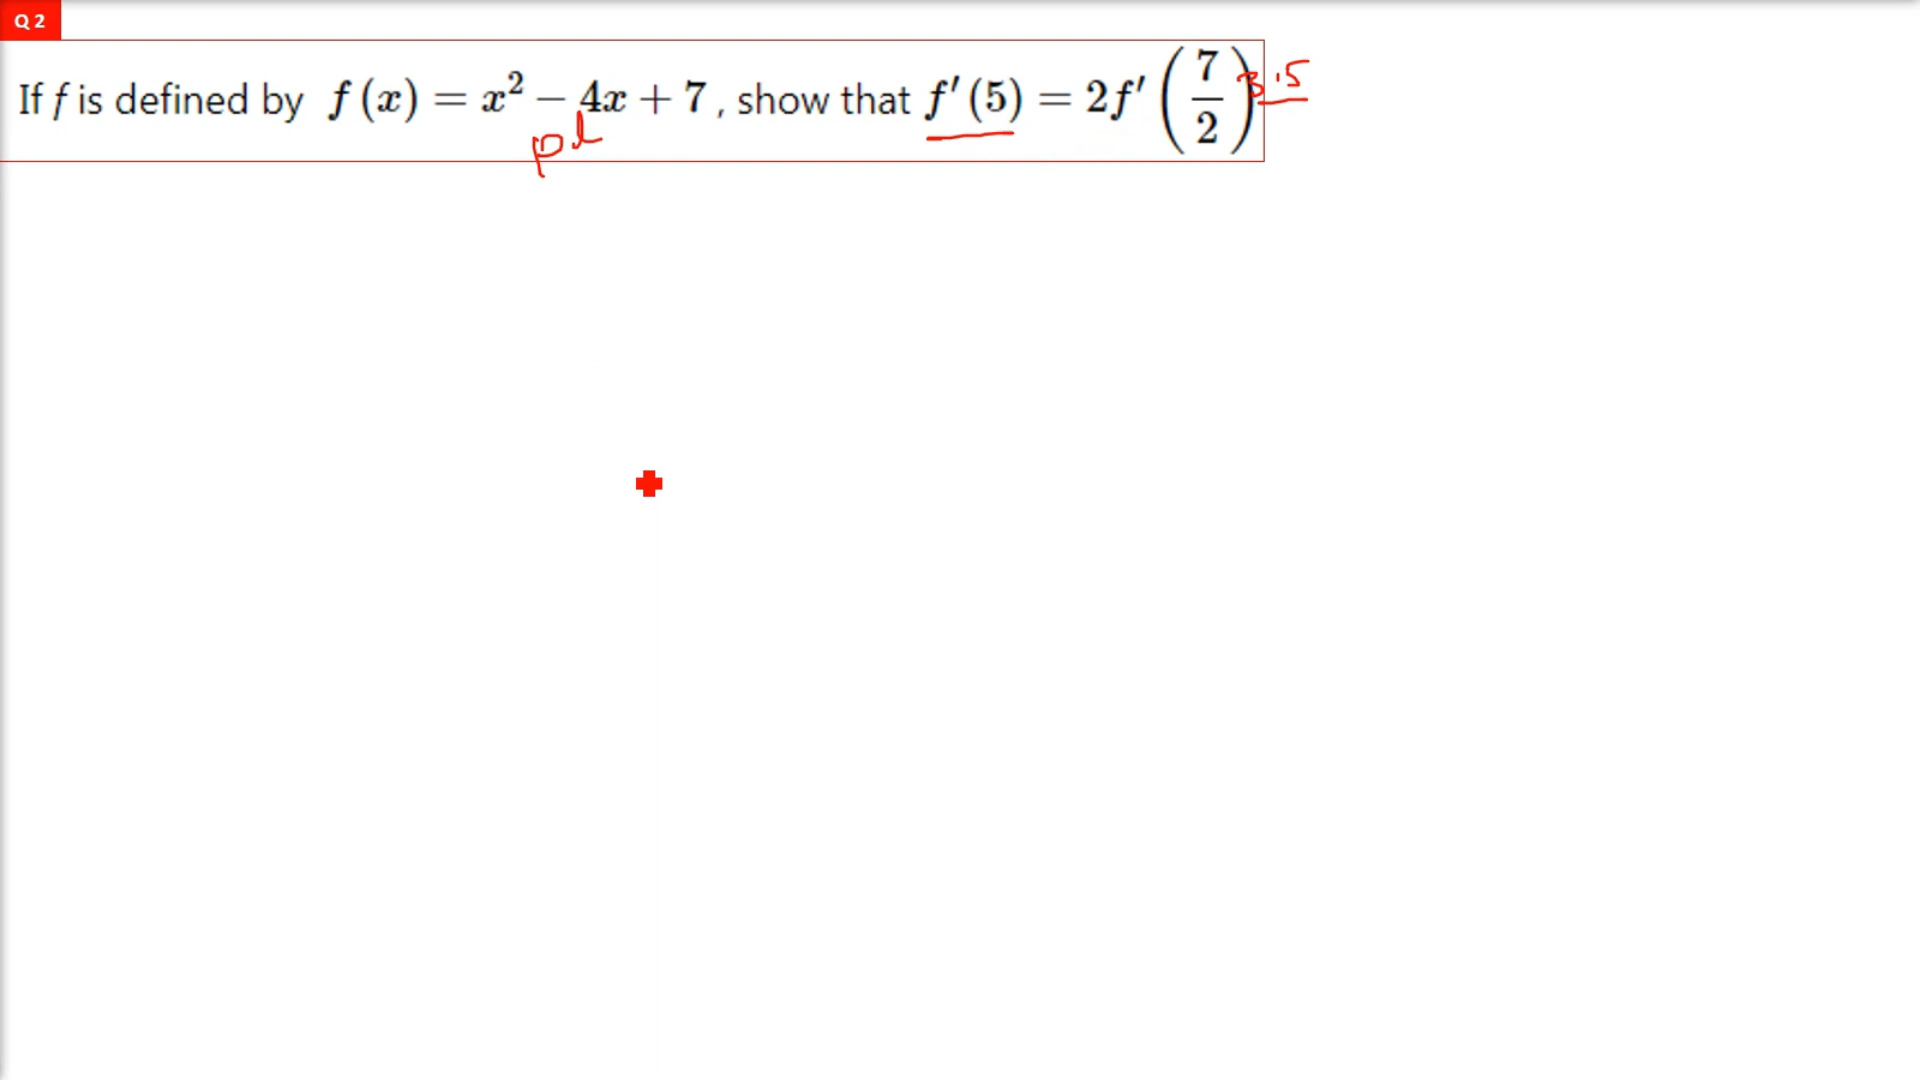 Q 2
If f is defined by f (x) = x² − 4x + 7 , show that f′ (5) = 2f′ (7/2) 3.5